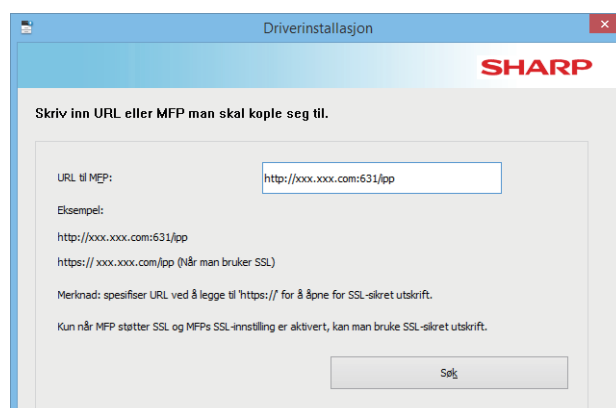 Driverinstallasjon
SHARP
Skriv inn URL eller MFP man skal kople seg til.
URL til MFP:
http://xxx.xxx.com:631/ipp
Eksempel:
http://xxx.xxx.com:631/ipp
https:// xxx.xxx.com/ipp (Når man bruker SSL)
Merknad: spesifiser URL ved å legge til 'https://' for å åpne for SSL-sikret utskrift.
Kun når MFP støtter SSL og MFPs SSL-innstilling er aktivert, kan man bruke SSL-sikret utskrift.
Søk